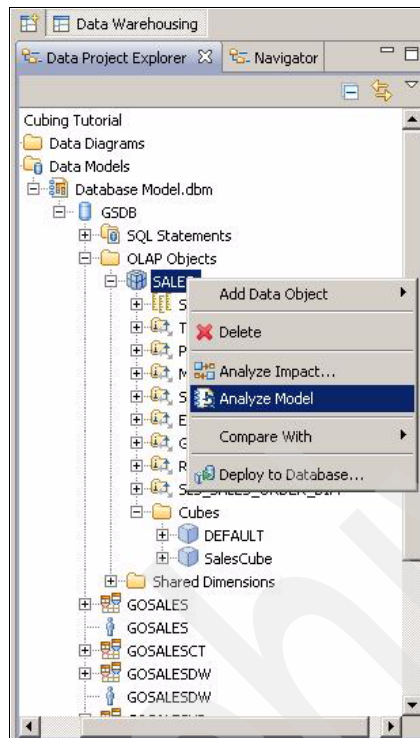 Data Warehousing
Data Project Explorer
Navigator
Cubing Tutorial
Data Diagrams
Data Models
Database Model.dbm
GSDB
SQL Statements
OLAP Objects
SALES
Add Data Object
Delete
Analyze Impact...
Analyze Model
Compare With
Deploy to Database...
S
T
P
M
S
E
G
R
SLS_SALES_ORDER_DIM
Cubes
DEFAULT
SalesCube
Shared Dimensions
GOSALES
GOSALES
GOSALESCT
GOSALESDW
GOSALESDW